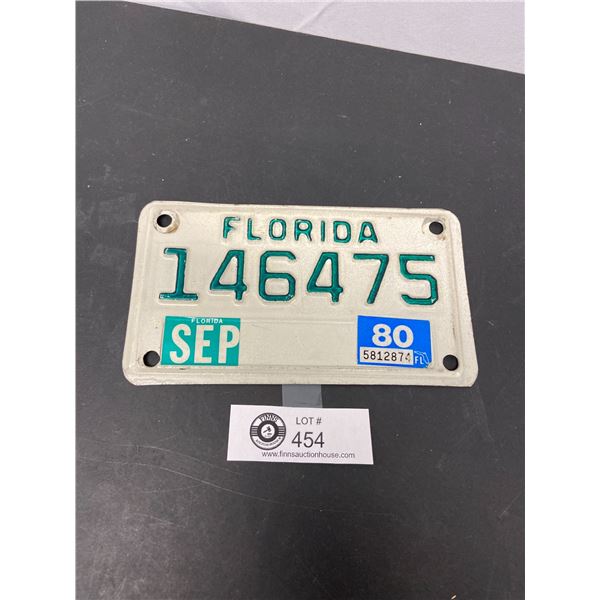 FLORIDA
146475
FLORIDA
SEP
80
5812874
FL
LOT #
454
FINNS
www.finnsauctionhouse.com